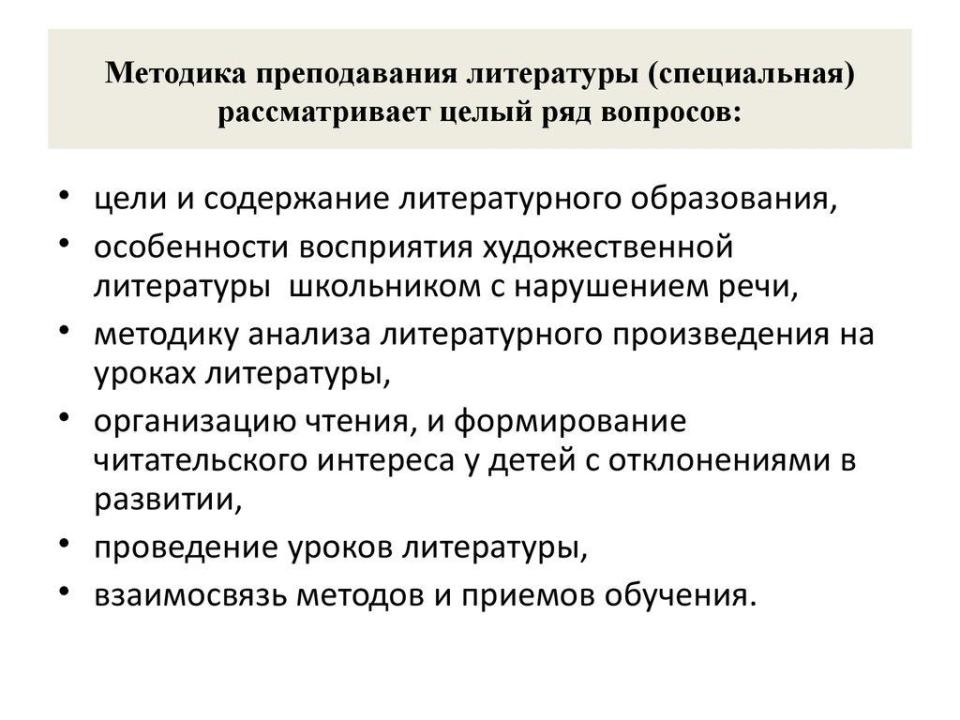 Методика преподавания литературы (специальная)
рассматривает целый ряд вопросов:
• цели и содержание литературного образования,
• особенности восприятия художественной
литературы школьником с нарушением речи,
• методику анализа литературного произведения на
уроках литературы,
• организацию чтения, и формирование
читательского интереса у детей с отклонениями в
развитии,
• проведение уроков литературы,
• взаимосвязь методов и приемов обучения.